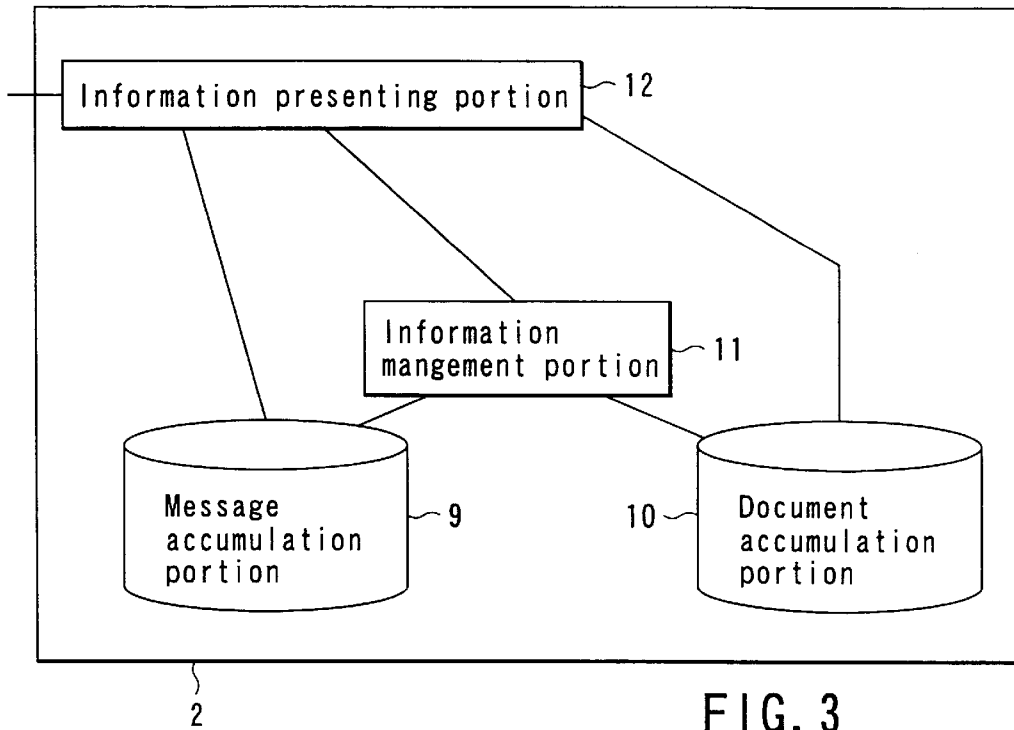 Information presenting portion
12
Information
mangement portion
11
Message
accumulation
portion
9
10
Document
accumulation
portion
2
FIG. 3